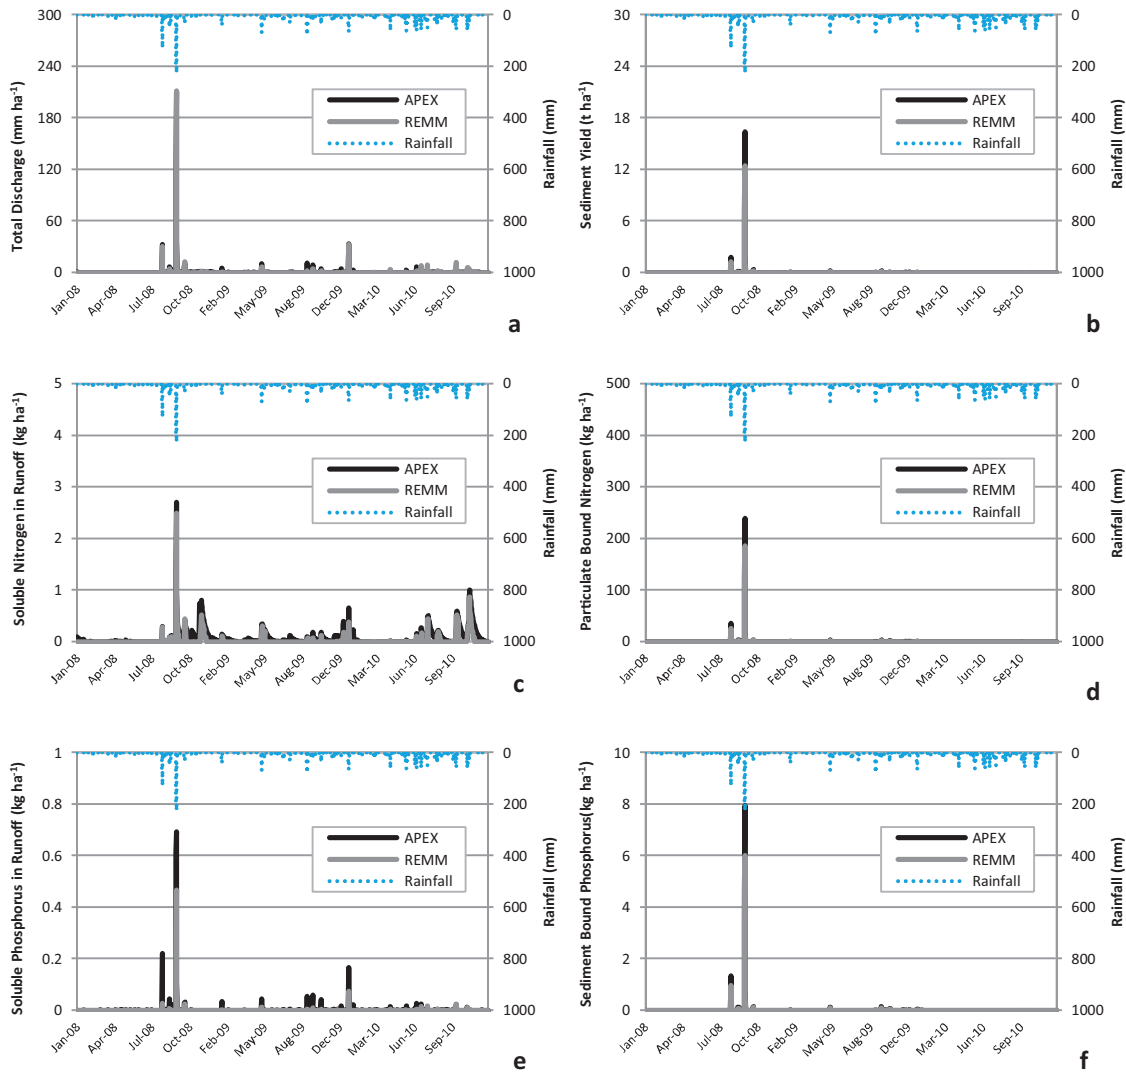 Total Discharge (mm ha⁻¹)
300
240
180
120
60
0
APEX
REMM
Rainfall
0
200
400
600
800
1000
Rainfall (mm)
Jan-08
Apr-08
Jul-08
Oct-08
Feb-09
May-09
Aug-09
Dec-09
Mar-10
Jun-10
Sep-10
a
Sediment Yield (t ha⁻¹)
30
24
18
12
6
0
APEX
REMM
Rainfall
0
200
400
600
800
1000
Rainfall (mm)
Jan-08
Apr-08
Jul-08
Oct-08
Feb-09
May-09
Aug-09
Dec-09
Mar-10
Jun-10
Sep-10
b
Soluble Nitrogen in Runoff (kg ha⁻¹)
5
4
3
2
1
0
APEX
REMM
Rainfall
0
200
400
600
800
1000
Rainfall (mm)
Jan-08
Apr-08
Jul-08
Oct-08
Feb-09
May-09
Aug-09
Dec-09
Mar-10
Jun-10
Sep-10
c
Particulate Bound Nitrogen (kg ha⁻¹)
500
400
300
200
100
0
APEX
REMM
Rainfall
0
200
400
600
800
1000
Rainfall (mm)
Jan-08
Apr-08
Jul-08
Oct-08
Feb-09
May-09
Aug-09
Dec-09
Mar-10
Jun-10
Sep-10
d
Soluble Phosphorus in Runoff (kg ha⁻¹)
1
0.8
0.6
0.4
0.2
0
APEX
REMM
Rainfall
0
200
400
600
800
1000
Rainfall (mm)
Jan-08
Apr-08
Jul-08
Oct-08
Feb-09
May-09
Aug-09
Dec-09
Mar-10
Jun-10
Sep-10
e
Sediment Bound Phosphorus(kg ha⁻¹)
10
8
6
4
2
0
APEX
REMM
Rainfall
0
200
400
600
800
1000
Rainfall (mm)
Jan-08
Apr-08
Jul-08
Oct-08
Feb-09
May-09
Aug-09
Dec-09
Mar-10
Jun-10
Sep-10
f